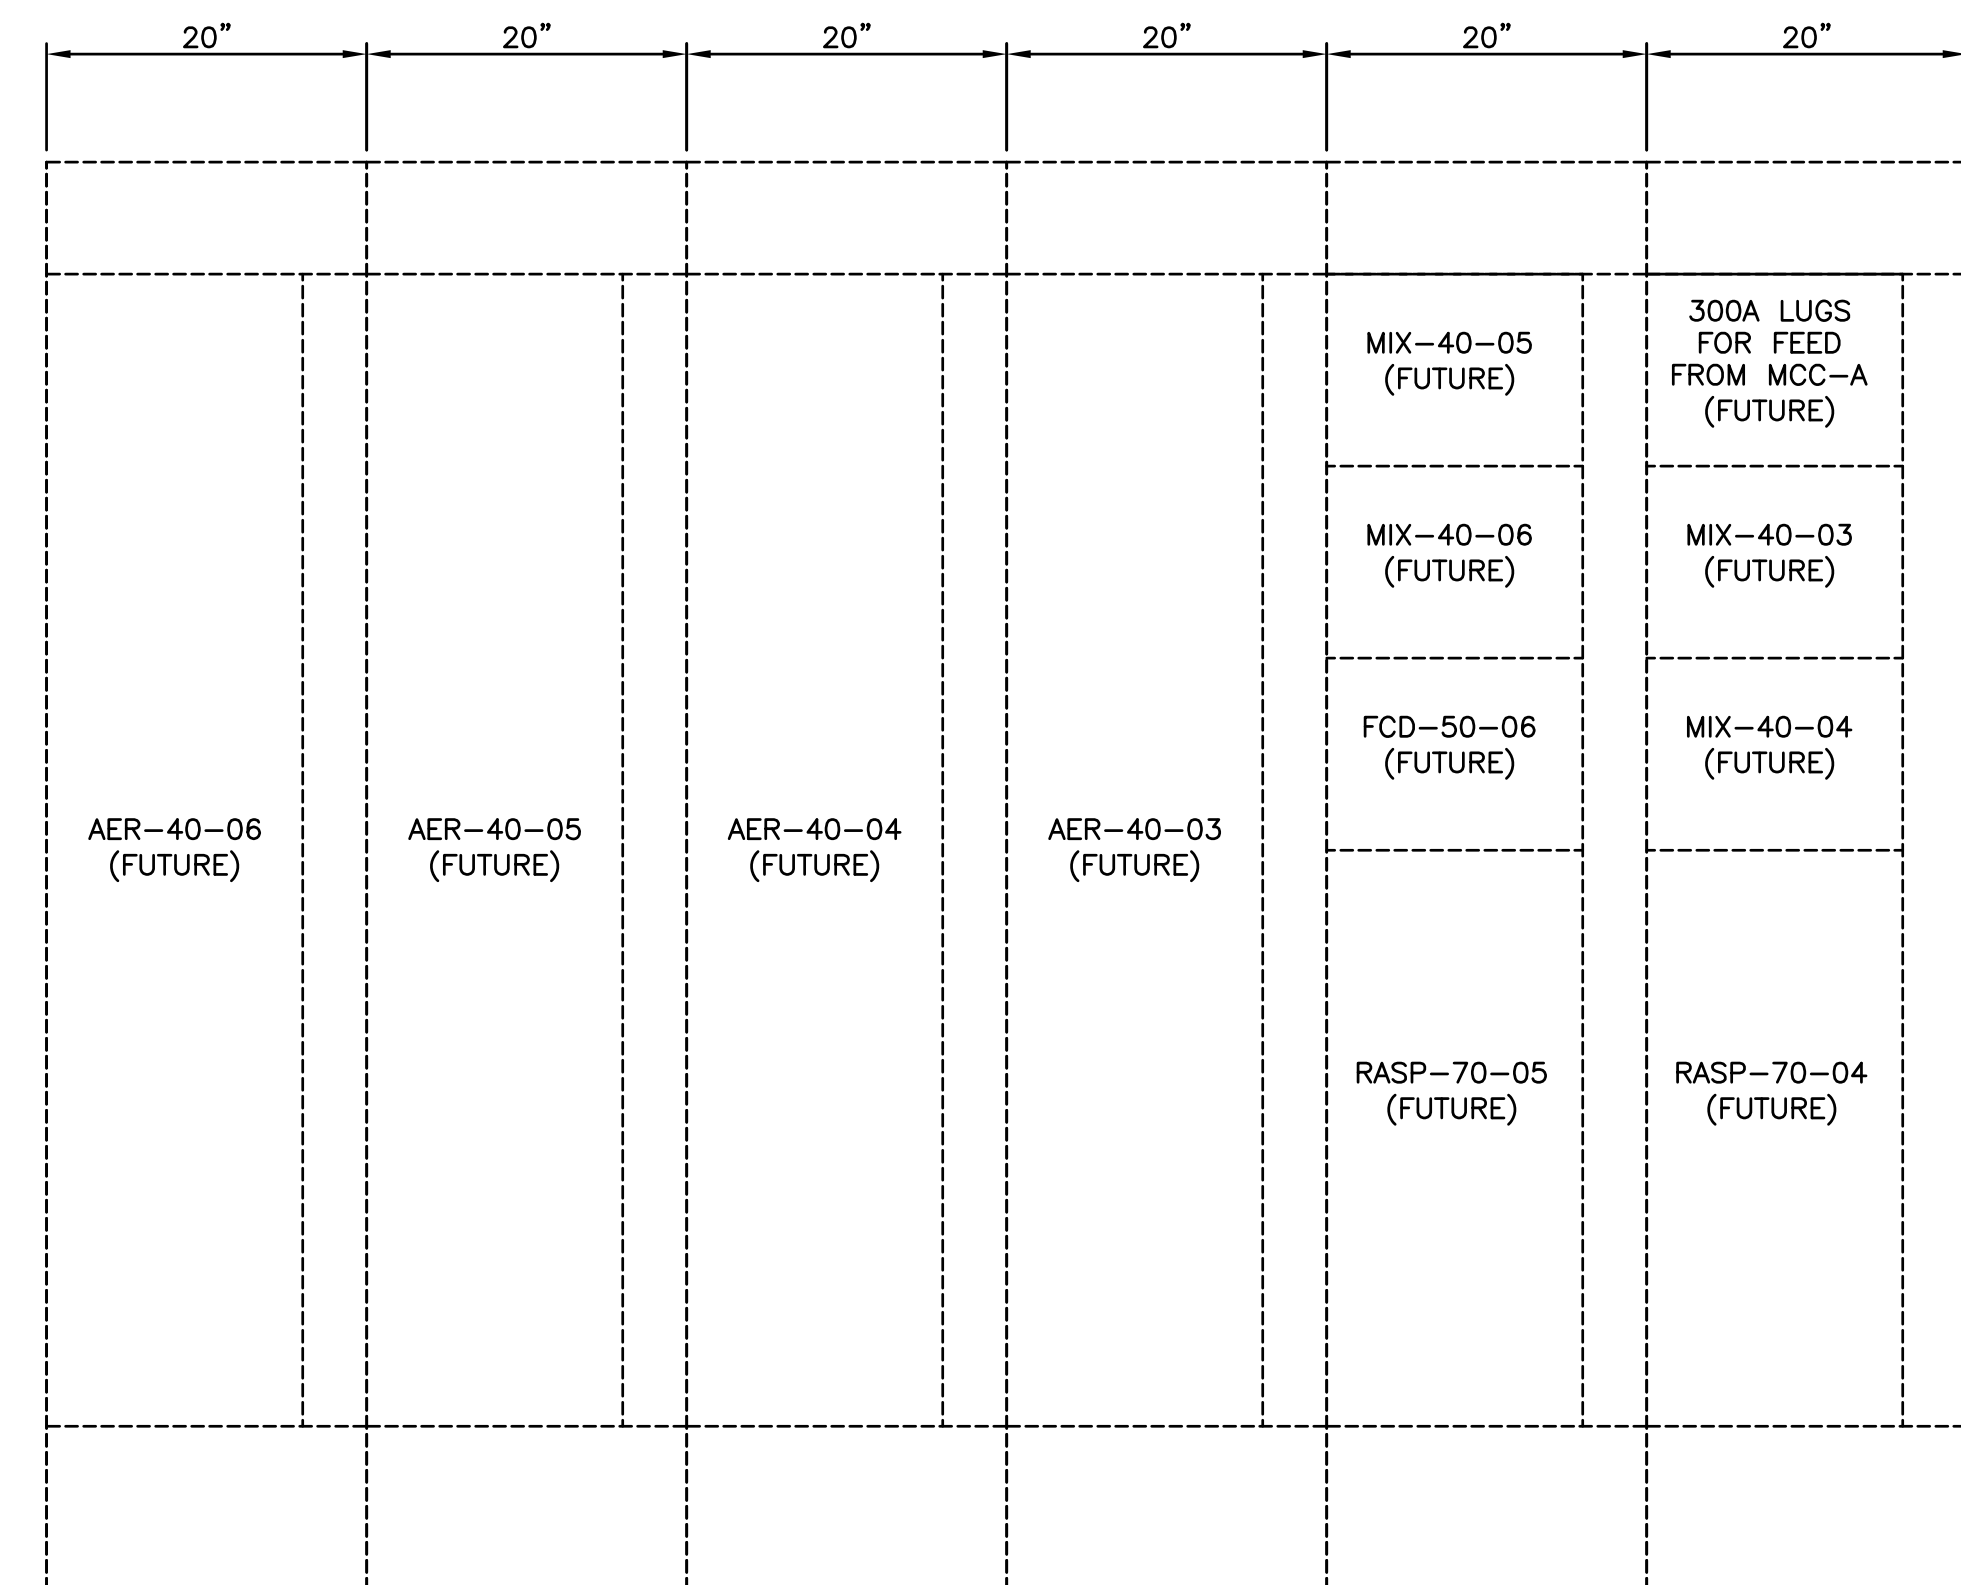 20”
20”
20”
20”
20”
20”
AER-40-06
(FUTURE)
AER-40-05
(FUTURE)
AER-40-04
(FUTURE)
AER-40-03
(FUTURE)
MIX-40-05
(FUTURE)
MIX-40-06
(FUTURE)
FCD-50-06
(FUTURE)
RASP-70-05
(FUTURE)
300A LUGS
FOR FEED
FROM MCC-A
(FUTURE)
MIX-40-03
(FUTURE)
MIX-40-04
(FUTURE)
RASP-70-04
(FUTURE)